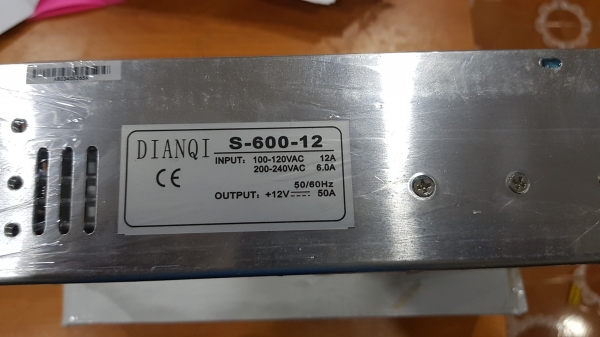 DIANQI
S-600-12
INPUT: 100-120VAC 12A
200-240VAC 6.0A
50/60Hz
OUTPUT: +12V 50A
CE